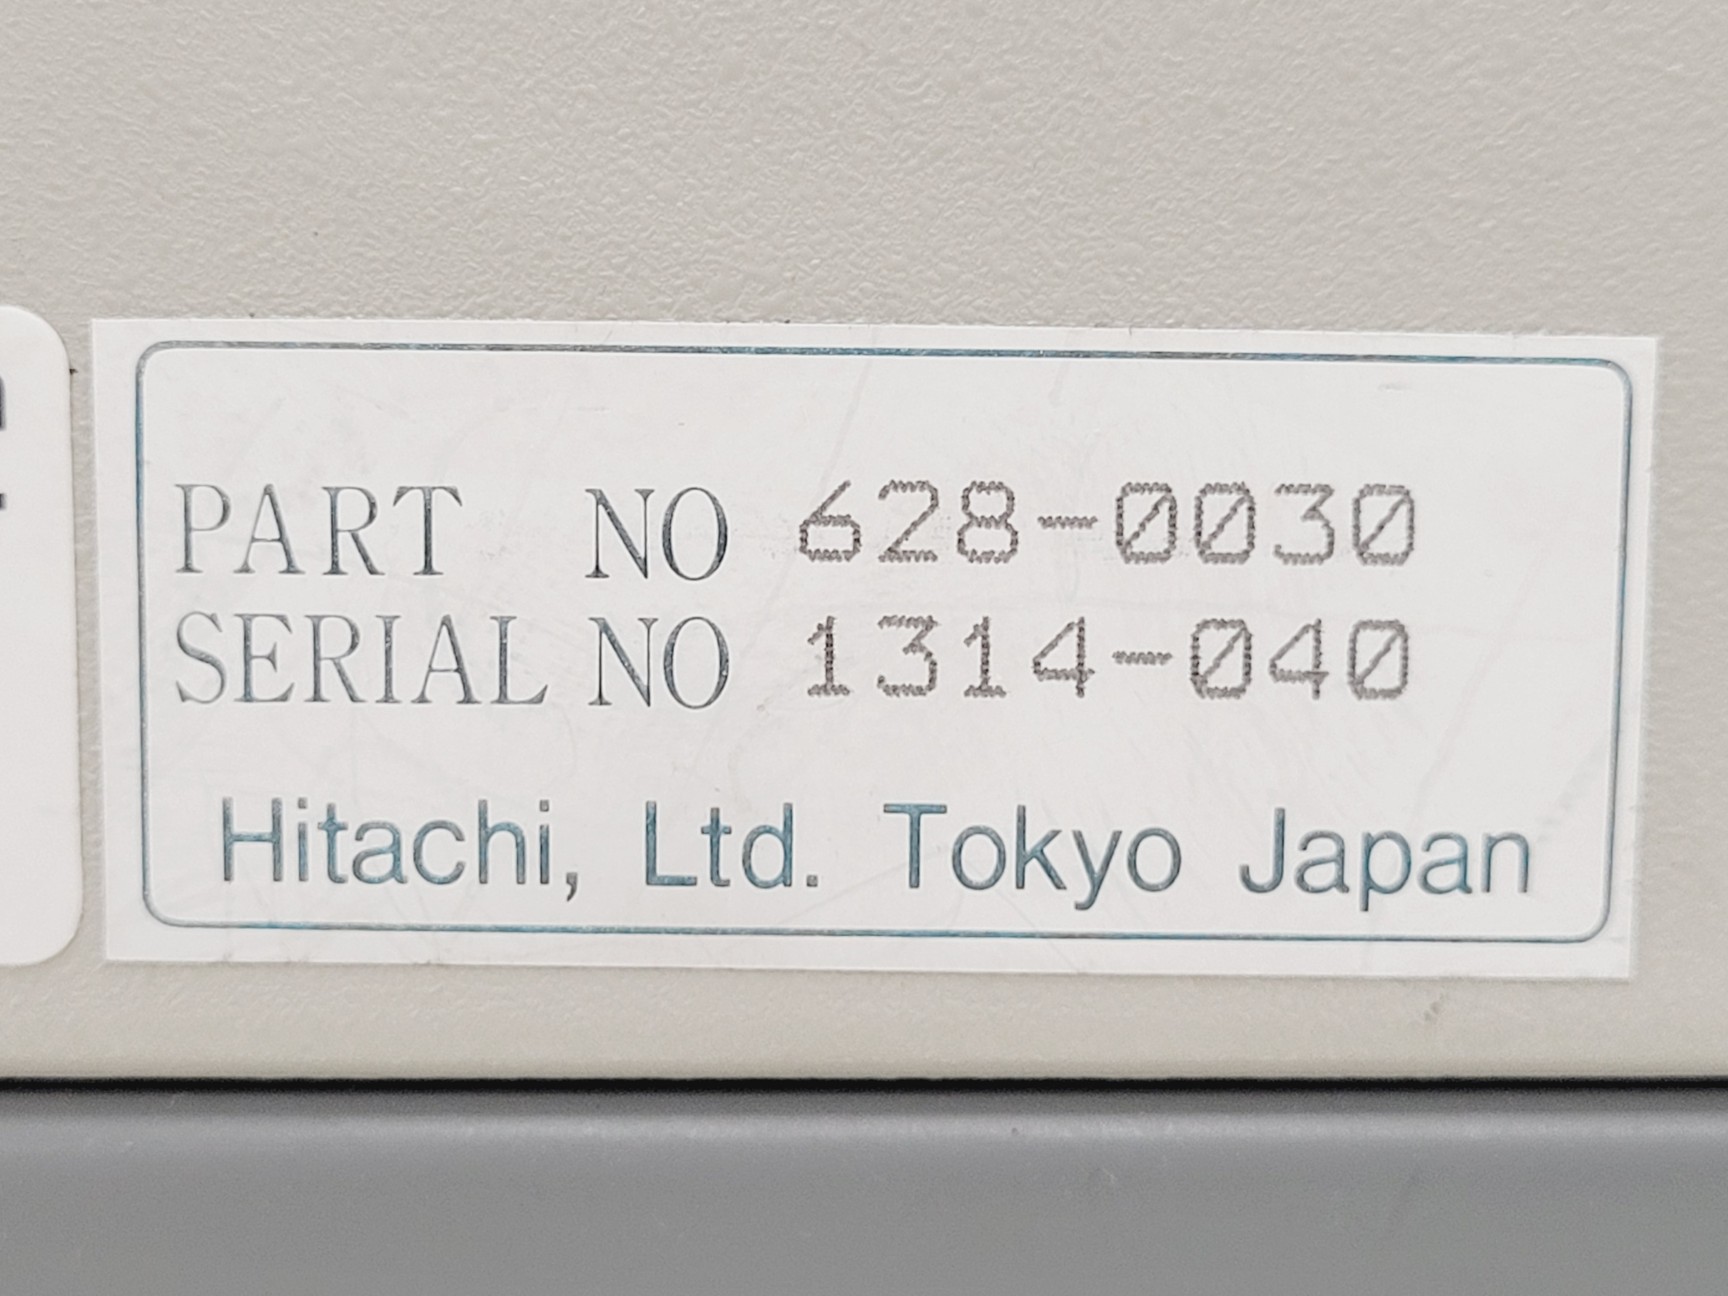 PART NO 628-0030
SERIAL NO 1314-040
Hitachi, Ltd. Tokyo Japan